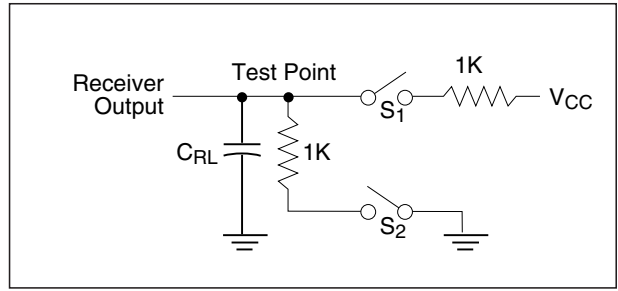 Receiver
Output
Test Point
1K
S1
VCC
CRL
1K
S2